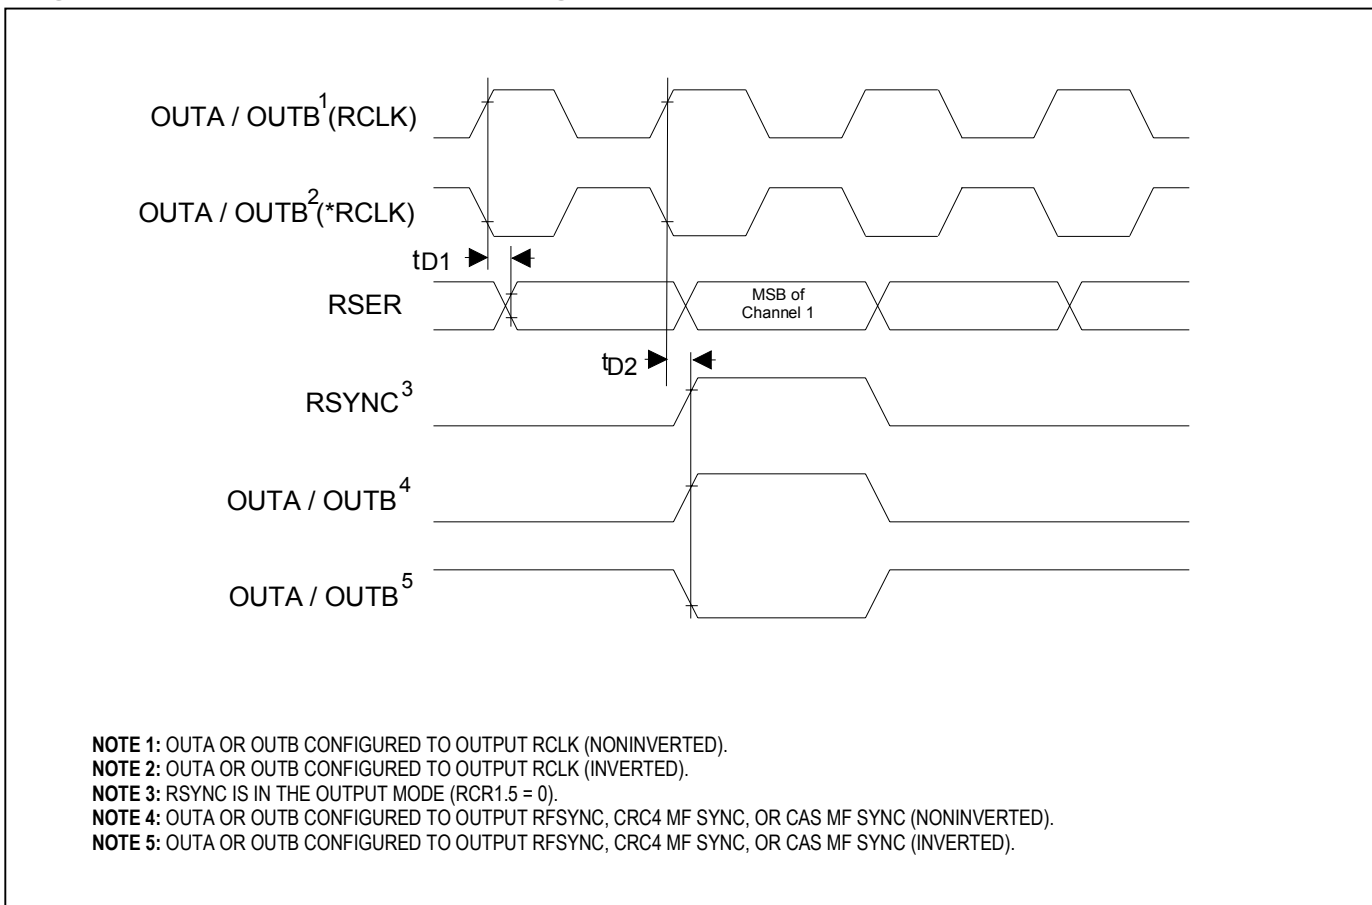 OUTA / OUTB1(RCLK)
OUTA / OUTB2(*RCLK)
tD1
RSER
MSB of
Channel 1
tD2
RSYNC3
OUTA / OUTB4
OUTA / OUTB5
NOTE 1: OUTA OR OUTB CONFIGURED TO OUTPUT RCLK (NONINVERTED).
NOTE 2: OUTA OR OUTB CONFIGURED TO OUTPUT RCLK (INVERTED).
NOTE 3: RSYNC IS IN THE OUTPUT MODE (RCR1.5 = 0).
NOTE 4: OUTA OR OUTB CONFIGURED TO OUTPUT RFSYNC, CRC4 MF SYNC, OR CAS MF SYNC (NONINVERTED).
NOTE 5: OUTA OR OUTB CONFIGURED TO OUTPUT RFSYNC, CRC4 MF SYNC, OR CAS MF SYNC (INVERTED).